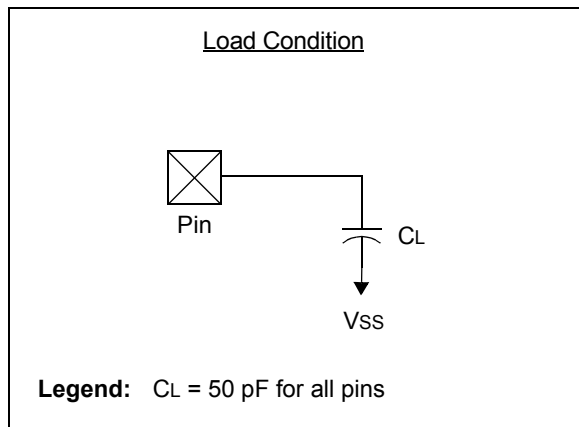 Load Condition
Pin
CL
VSS
Legend: CL = 50 pF for all pins